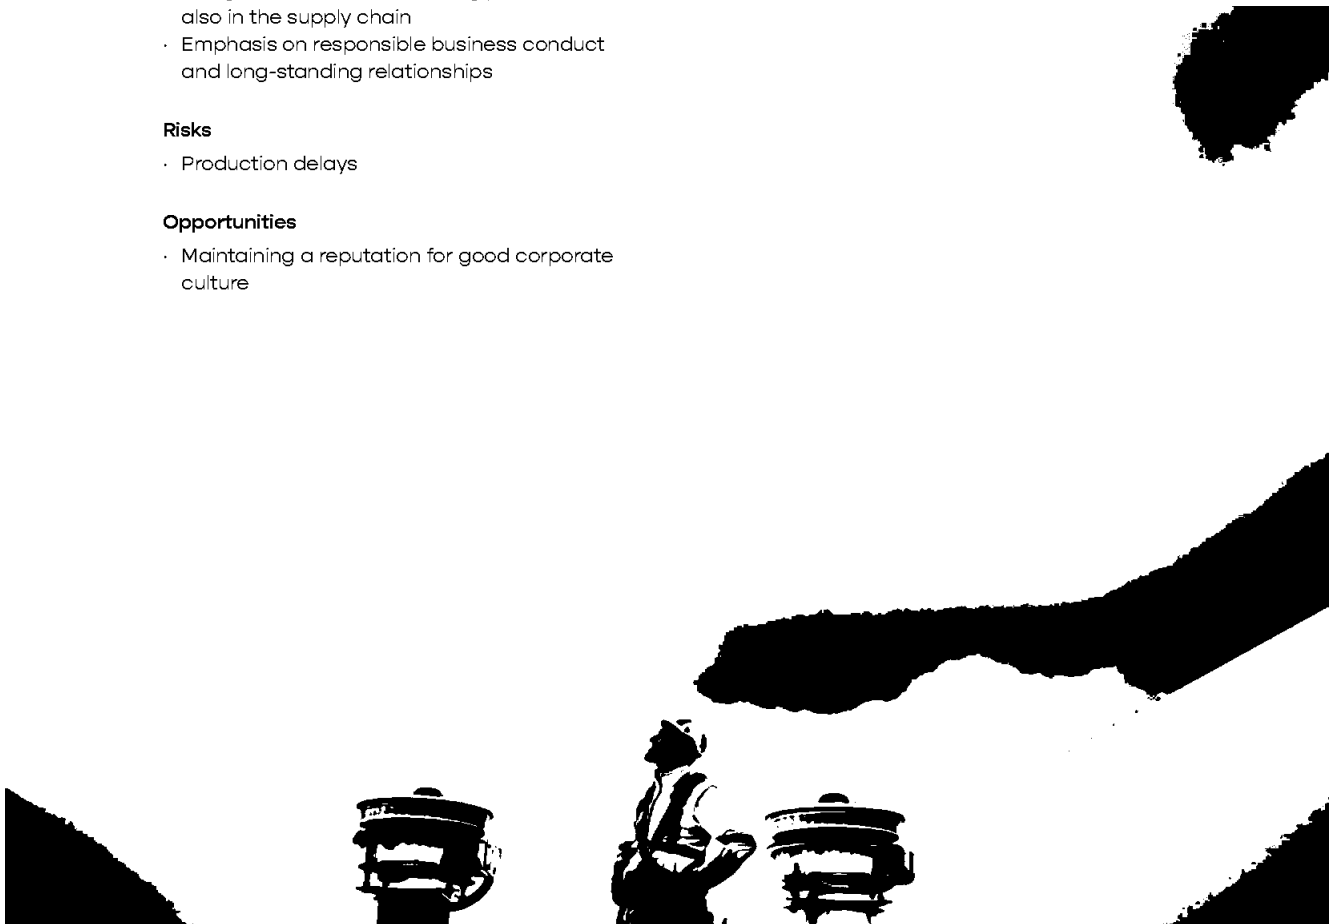 also in the supply chain
· Emphasis on responsible business conduct
and long-standing relationships
Risks
· Production delays
Opportunities
· Maintaining a reputation for good corporate
culture